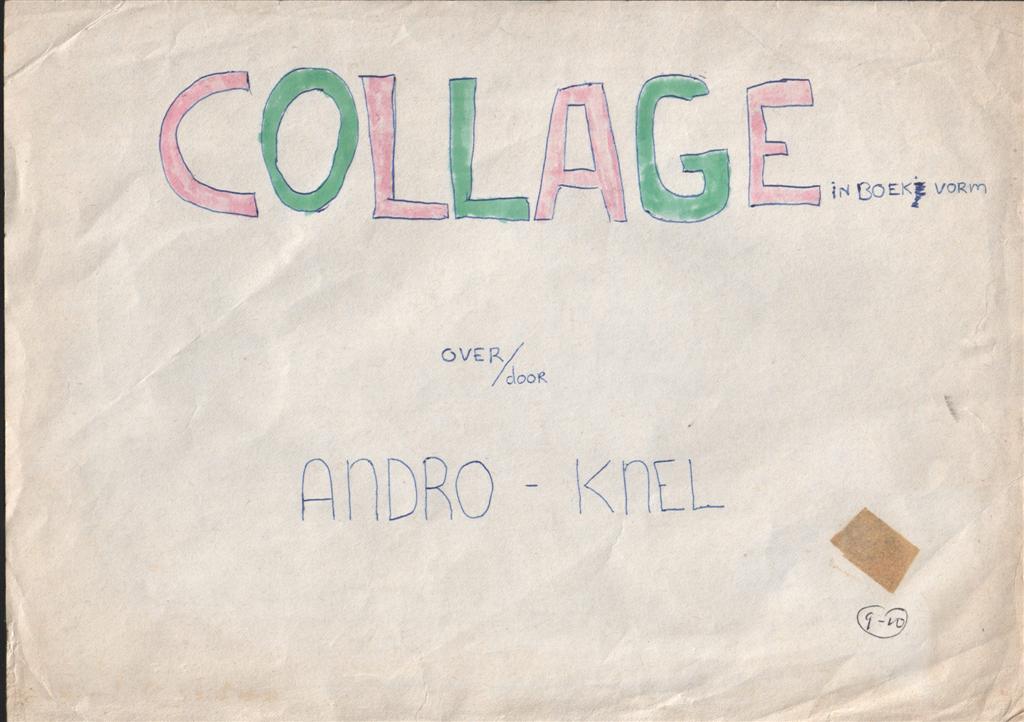 COLLAGE IN BOEK VORM
OVER/
door
ANDRO - KNEL
9-10